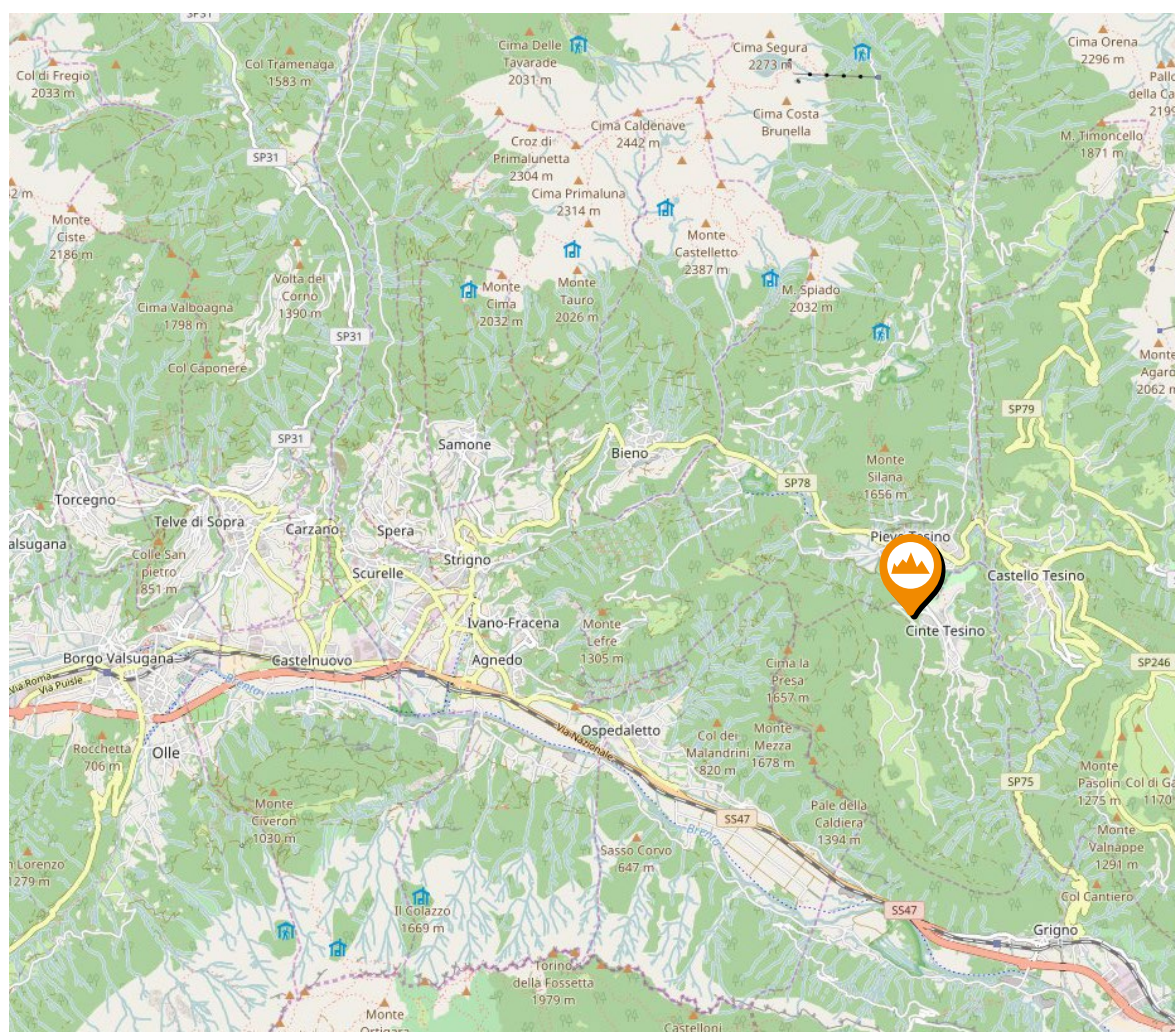 SP31
Cima Delle
Tavarade
2031 m
Cima Segura
2273 m
Cima Orena
2296 m
Col Tramenaga
1583 m
Col di Fregio
2033 m
Cima Costa
Brunella
Cima Caldenave
2442 m
M. Timoncello
1871 m
SP31
Croz di
Primalunetta
2304 m
Cima Primaluna
2314 m
Monte
Ciste
2186 m
Monte
Castelletto
2387 m
Volta del
Corno
1390 m
Monte
Cima
2032 m
Monte
Tauro
2026 m
M. Spiado
2032 m
Cima Valboagna
1798 m
SP31
Col Caponere
Monte
2062 m
SP79
SP31
Samone
Bieno
Monte
Silana
1656 m
SP78
Torcegno
Telve di Sopra
Carzano
Spera
Strigno
Colle San
pietro
851 m
Scurelle
Castello Tesino
Ivano-Fracena
Monte
Lefre
1305 m
Cinte Tesino
Borgo Valsugana
Castelnuovo
Agnedo
Cima la
Presa
1657 m
SP246
Via Roma
Via Puisle
Brenta
Via Nazionale
Ospedaletto
Rocchetta
706 m
Olle
Col dei
Malandrini
820 m
Monte
Mezza
1678 m
Monte
Pasolin
1275 m
SP75
Monte
Civeron
1030 m
SS47
Pale della
Caldiera
1394 m
Brenta
Sasso Corvo
647 m
Monte
Valnappe
1291 m
1279 m
Il Colazzo
1669 m
Col Cantiero
SS47
Grigno
Torino
della Fossetta
1979 m
Monte
Castelloni